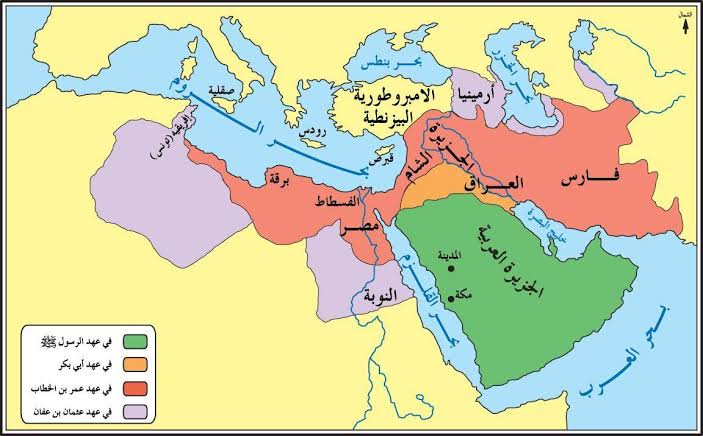 الشمال
بحر بنطس
بحر الخزر
صقلية
الامبروطورية
البيزنطية
أرمينيا
بحر الروم
إفريقية (تونس)
رودس
قبرص
الجزيرة
الشام
العراق
فارس
برقة
الفسطاط
مصر
خليج البصرة
الجزيرة العربية
المدينة
مكة
النوبة
بحر القلزم
بحر العرب
في عهد الرسول ﷺ
في عهد أبي بكر
في عهد عمر بن الخطاب
في عهد عثمان بن عفان